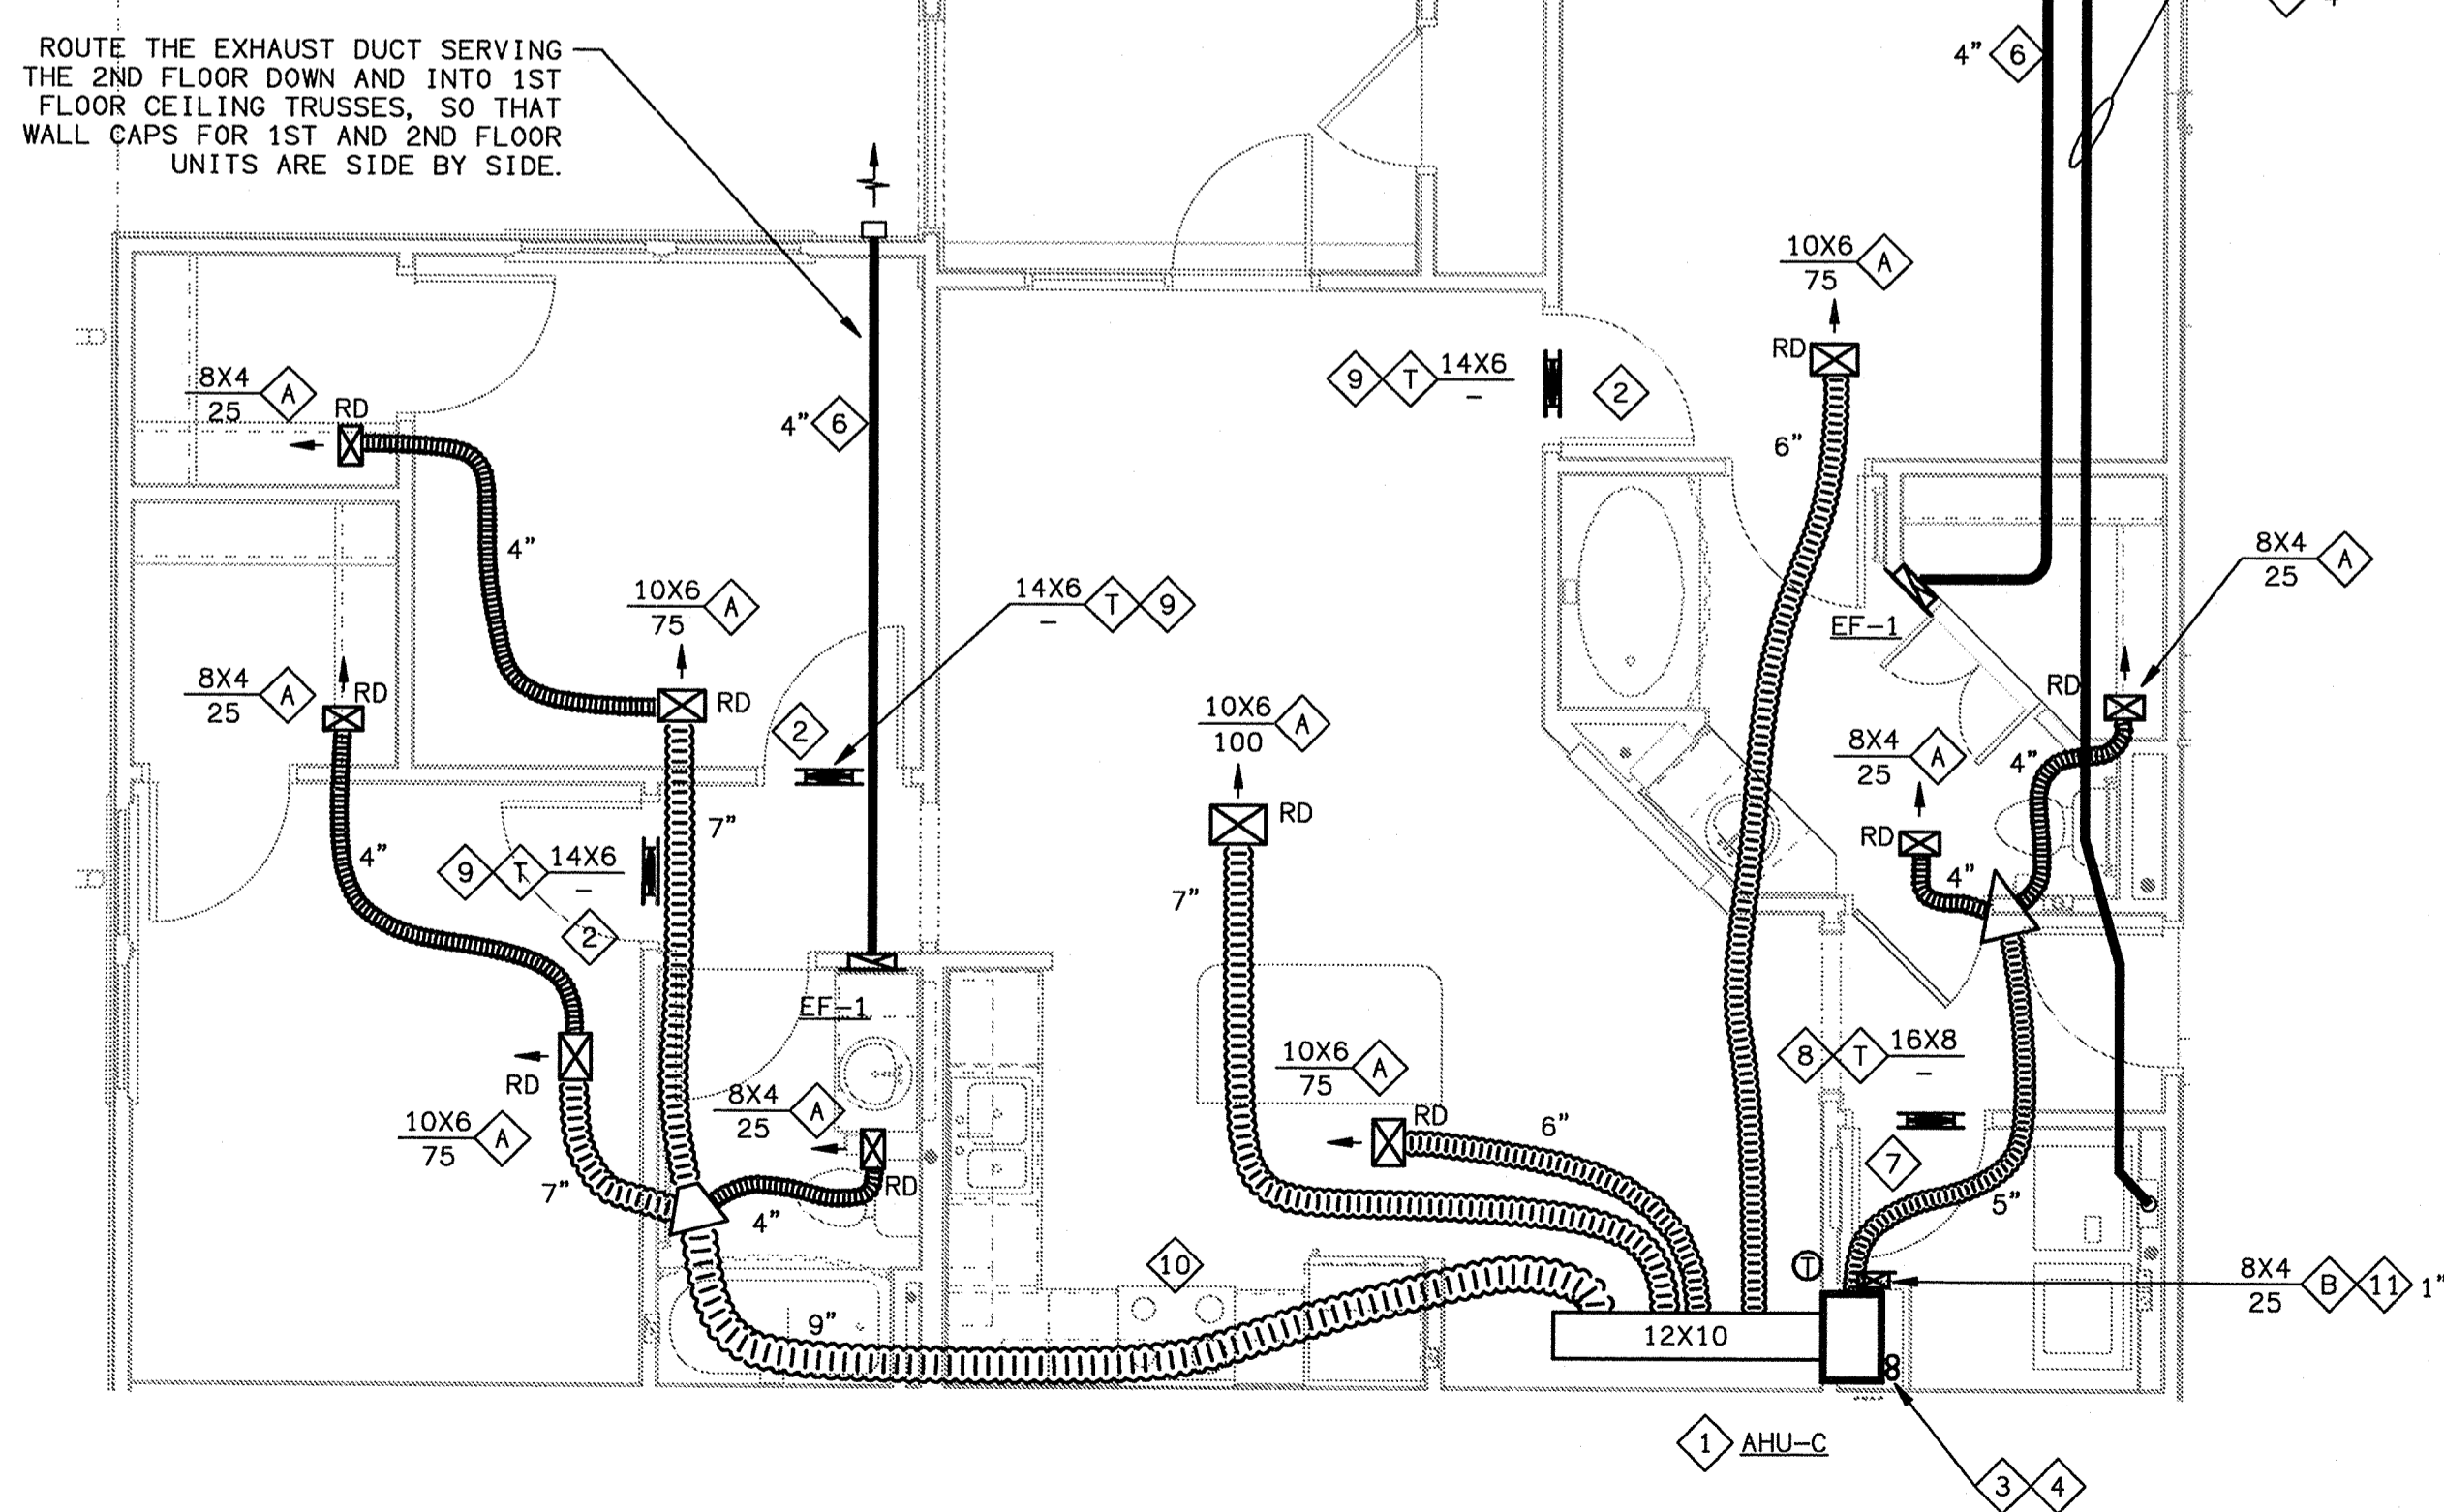 ROUTE THE EXHAUST DUCT SERVING
THE 2ND FLOOR DOWN AND INTO 1ST
FLOOR CEILING TRUSSES, SO THAT
WALL CAPS FOR 1ST AND 2ND FLOOR
UNITS ARE SIDE BY SIDE.
4" 6
10X6 A
75
RD
6"
9 T 14X6
-
2
8X4 A
25
RD
4" 6
4"
10X6 A
75
RD
14X6 T 9
-
2
8X4 A
25
EF-1
RD
8X4 A
25
RD
4"
10X6 A
100
RD
7"
8X4 A
25
RD
4"
4"
7"
9 T 14X6
-
2
EF-1
10X6 A
75
RD
6"
8 T 16X8
-
7
5"
RD
10X6 A
75
7"
8X4 A
25
RD
4"
10
9"
T
12X10
8X4 B 11 1"
25
8
1 AHU-C
3 4